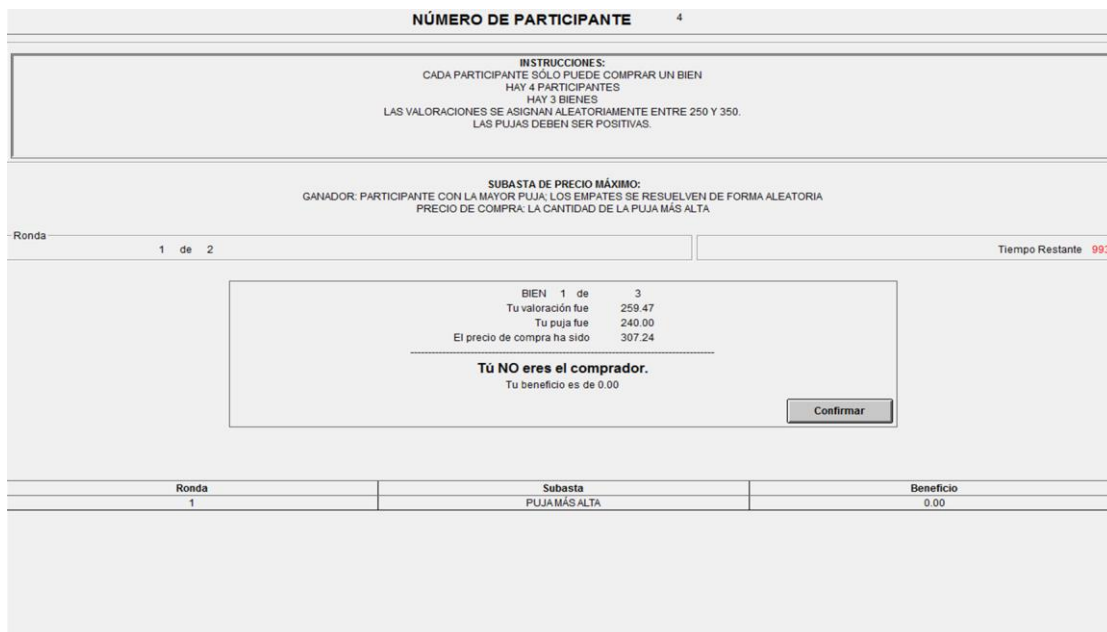 NÚMERO DE PARTICIPANTE 4
INSTRUCCIONES:
CADA PARTICIPANTE SÓLO PUEDE COMPRAR UN BIEN
HAY 4 PARTICIPANTES
HAY 3 BIENES
LAS VALORACIONES SE ASIGNAN ALEATORIAMENTE ENTRE 250 Y 350.
LAS PUJAS DEBEN SER POSITIVAS.
SUBASTA DE PRECIO MÁXIMO:
GANADOR: PARTICIPANTE CON LA MAYOR PUJA; LOS EMPATES SE RESUELVEN DE FORMA ALEATORIA
PRECIO DE COMPRA: LA CANTIDAD DE LA PUJA MÁS ALTA
Ronda
1 de 2 Tiempo Restante 993
BIEN 1 de 3
Tu valoración fue 259.47
Tu puja fue 240.00
El precio de compra ha sido 307.24
Tú NO eres el comprador.
Tu beneficio es de 0.00
Confirmar
Ronda Subasta Beneficio
1 PUJA MÁS ALTA 0.00